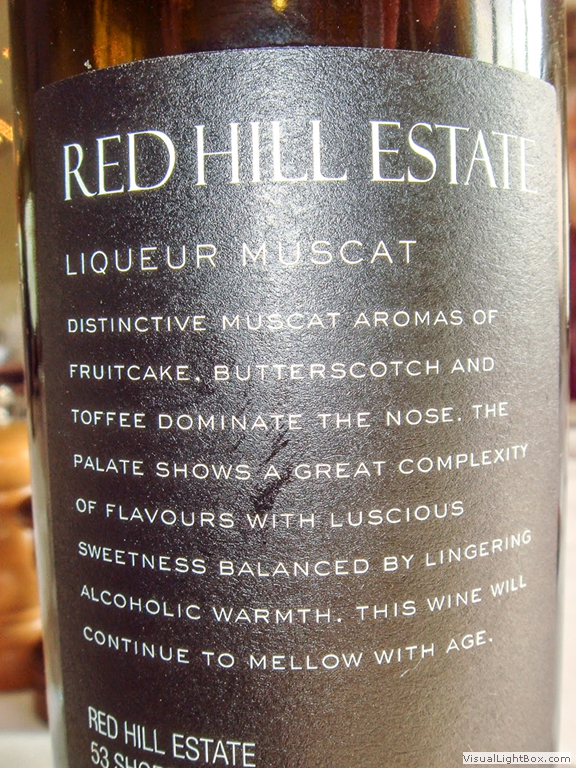 RED HILL ESTATE
LIQUEUR MUSCAT
DISTINCTIVE MUSCAT AROMAS OF
FRUITCAKE, BUTTERSCOTCH AND
TOFFEE DOMINATE THE NOSE. THE
PALATE SHOWS A GREAT COMPLEXITY
OF FLAVOURS WITH LUSCIOUS
SWEETNESS BALANCED BY LINGERING
ALCOHOLIC WARMTH. THIS WINE WILL
CONTINUE TO MELLOW WITH AGE.
RED HILL ESTATE
53
VisualLightBox.com